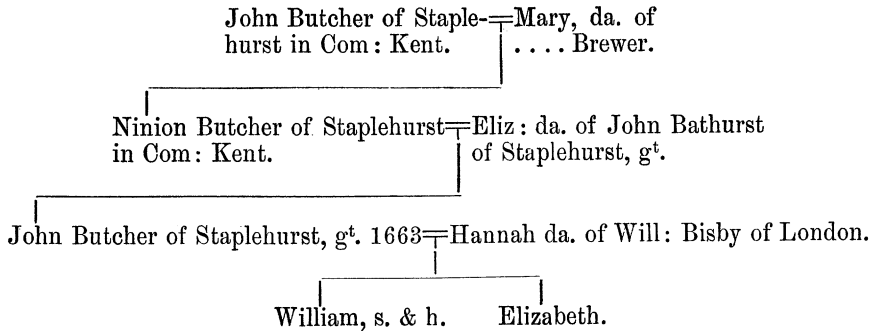 John Butcher of Staple-╤Mary, da. of
hurst in Com: Kent. .... Brewer.
Ninion Butcher of Staplehurst╤Eliz: da. of John Bathurst
in Com: Kent. of Staplehurst, gᵗ.
John Butcher of Staplehurst, gᵗ. 1663╤Hannah da. of Will: Bisby of London.
William, s. & h. Elizabeth.